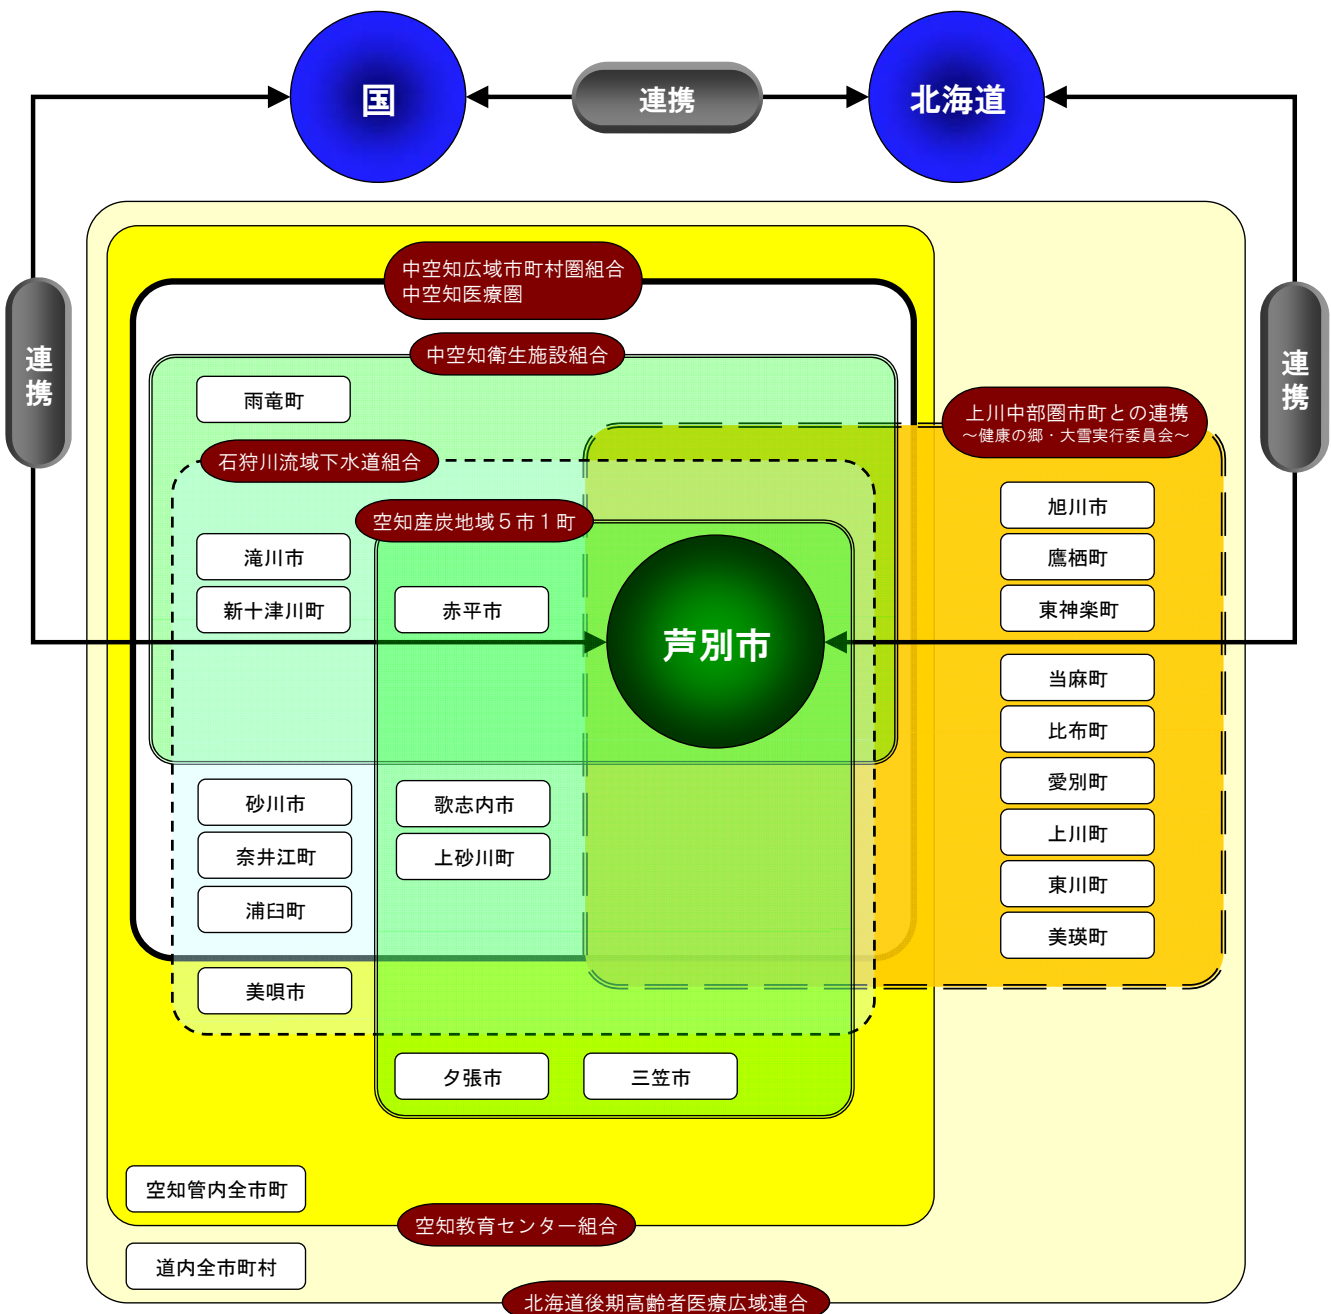 国
連携
北海道
連携
連携
中空知広域市町村圏組合
中空知医療圏
中空知衛生施設組合
雨竜町
上川中部圏市町との連携
～健康の郷・大雪実行委員会～
石狩川流域下水道組合
空知産炭地域５市１町
滝川市
新十津川町
赤平市
芦別市
旭川市
鷹栖町
東神楽町
当麻町
比布町
愛別町
上川町
東川町
美瑛町
砂川市
奈井江町
浦臼町
歌志内市
上砂川町
美唄市
夕張市
三笠市
空知管内全市町
空知教育センター組合
道内全市町村
北海道後期高齢者医療広域連合